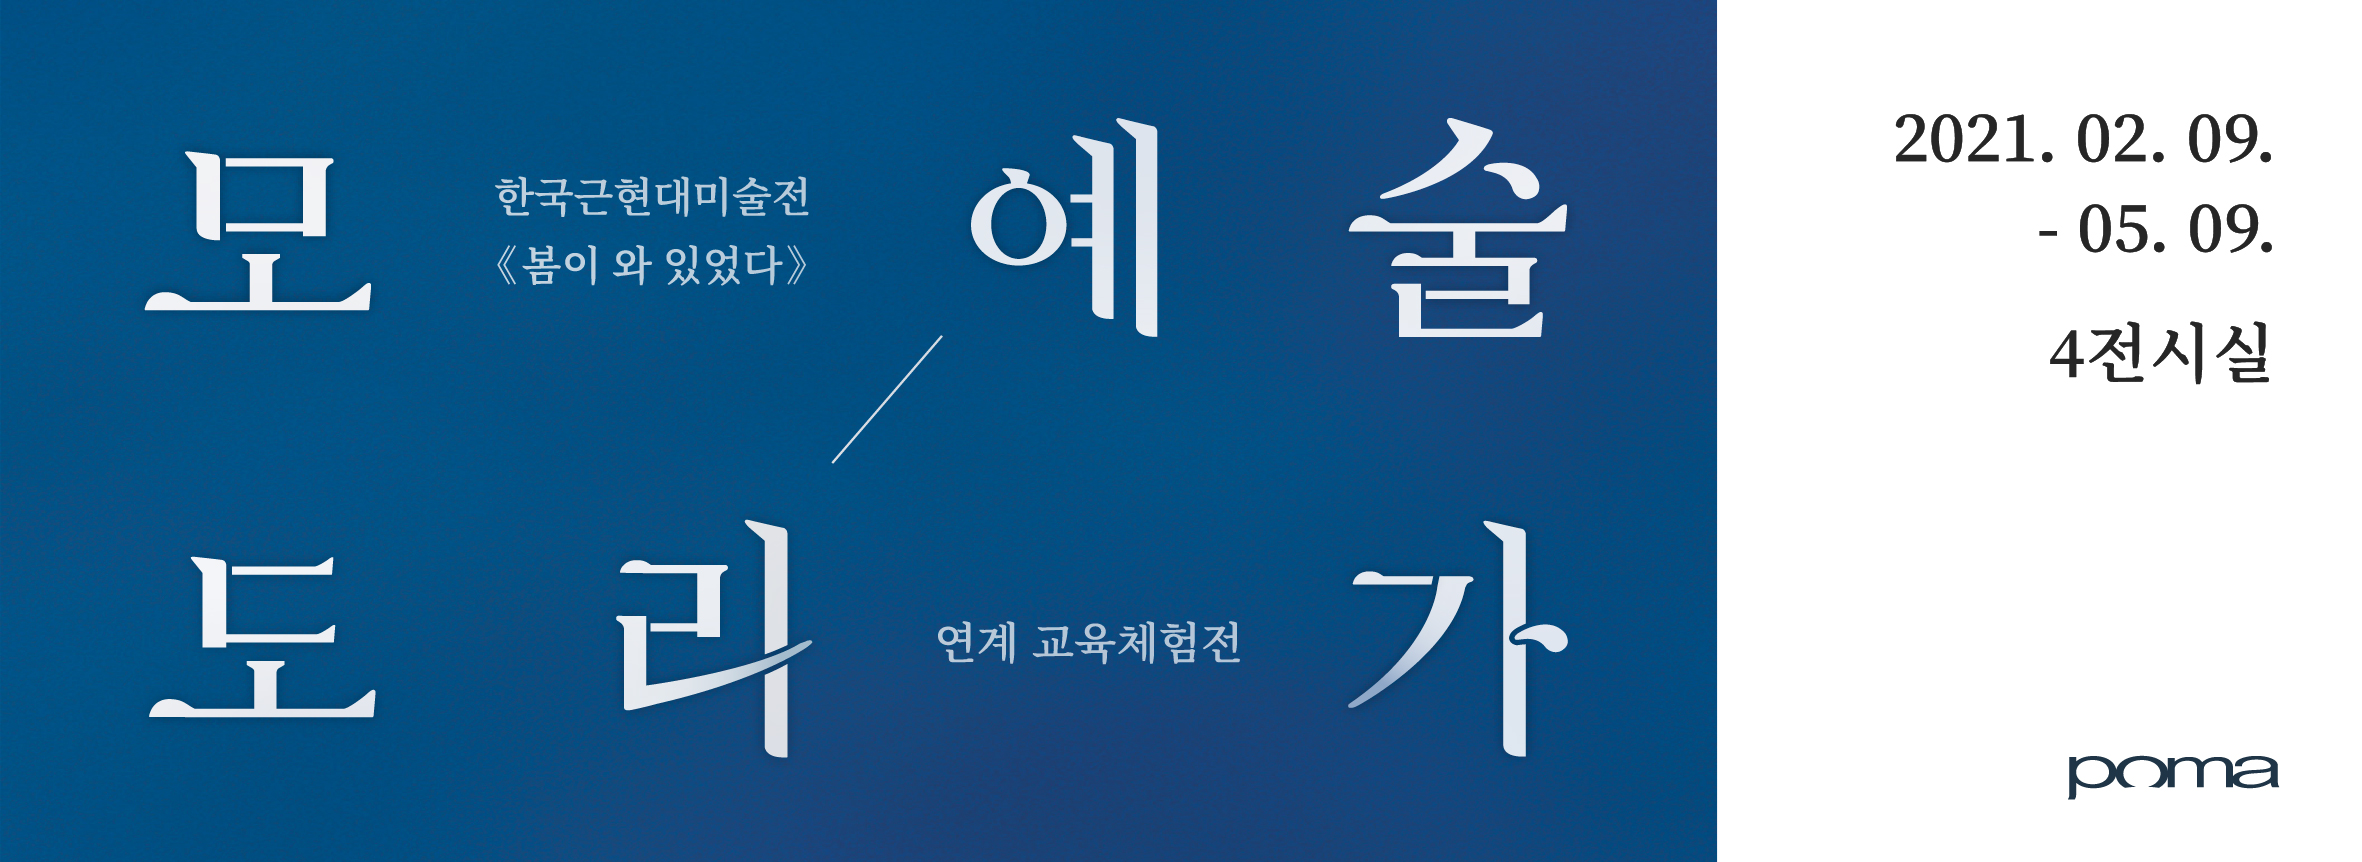 모 예술
한국근현대미술전
《봄이 와 있었다》
도리 가
연계 교육체험전
2021. 02. 09.
- 05. 09.
4전시실
poma